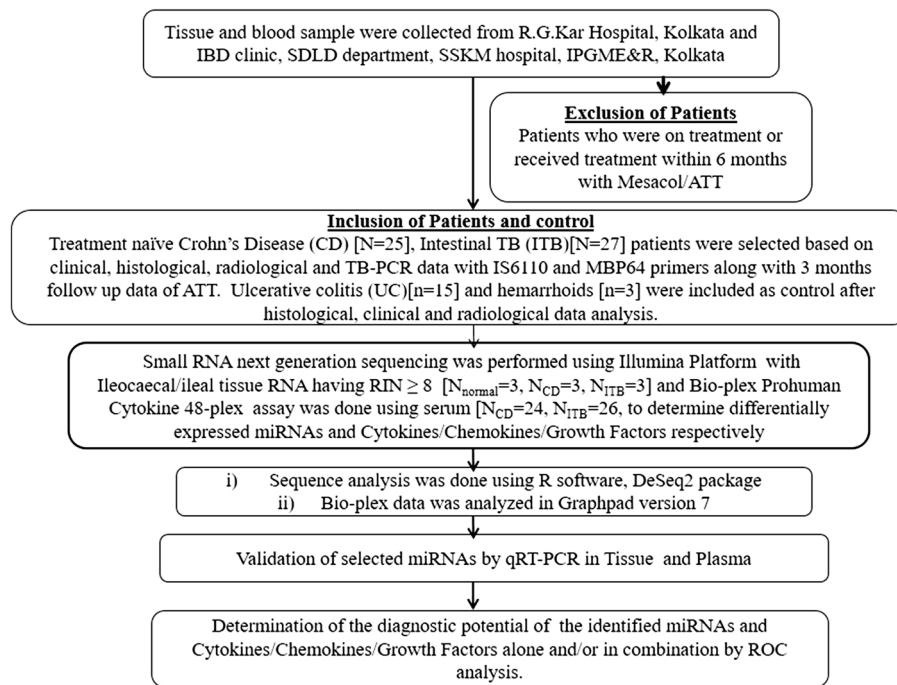 Tissue and blood sample were collected from R.G.Kar Hospital, Kolkata and
IBD clinic, SDLD department, SSKM hospital, IPGME&R, Kolkata
Exclusion of Patients
Patients who were on treatment or
received treatment within 6 months
with Mesacol/ATT
Inclusion of Patients and control
Treatment naïve Crohn's Disease (CD) [N=25], Intestinal TB (ITB)[N=27] patients were selected based on
clinical, histological, radiological and TB-PCR data with IS6110 and MBP64 primers along with 3 months
follow up data of ATT. Ulcerative colitis (UC)[n=15] and hemarrhoids [n=3] were included as control after
histological, clinical and radiological data analysis.
Small RNA next generation sequencing was performed using Illumina Platform with
Ileocaecal/ileal tissue RNA having RIN ≥ 8 [Nnormal=3, NCD=3, NITB=3] and Bio-plex Prohuman
Cytokine 48-plex assay was done using serum [NCD=24, NITB=26, to determine differentially
expressed miRNAs and Cytokines/Chemokines/Growth Factors respectively
i) Sequence analysis was done using R software, DeSeq2 package
ii) Bio-plex data was analyzed in Graphpad version 7
Validation of selected miRNAs by qRT-PCR in Tissue and Plasma
Determination of the diagnostic potential of the identified miRNAs and
Cytokines/Chemokines/Growth Factors alone and/or in combination by ROC
analysis.